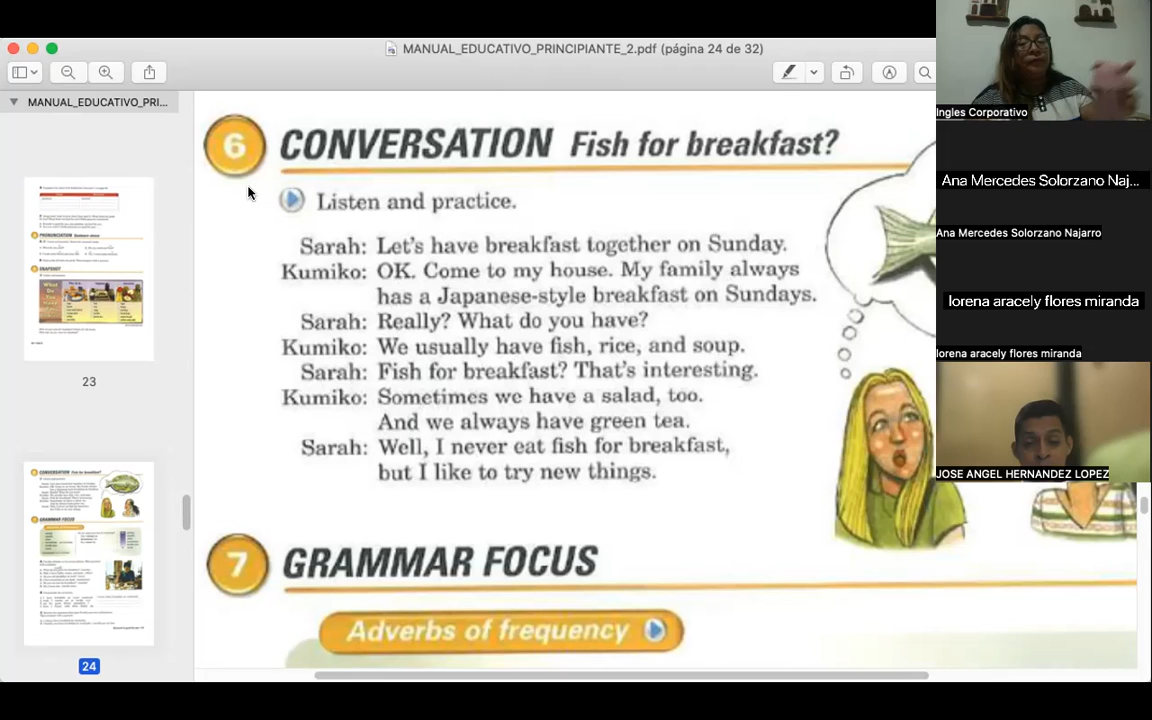 MANUAL_EDUCATIVO_PRINCIPIANTE_2.pdf (página 24 de 32)
MANUAL_EDUCATIVO_PRI...
23
24
6 CONVERSATION Fish for breakfast?
Listen and practice.
Sarah: Let's have breakfast together on Sunday.
Kumiko: OK. Come to my house. My family always
has a Japanese-style breakfast on Sundays.
Sarah: Really? What do you have?
Kumiko: We usually have fish, rice, and soup.
Sarah: Fish for breakfast? That's interesting.
Kumiko: Sometimes we have a salad, too.
And we always have green tea.
Sarah: Well, I never eat fish for breakfast,
but I like to try new things.
7 GRAMMAR FOCUS
Adverbs of frequency
Ingles Corporativo
Ana Mercedes Solorzano Naj...
Ana Mercedes Solorzano Najarro
lorena aracely flores miranda
lorena aracely flores miranda
JOSE ANGEL HERNANDEZ LOPEZ